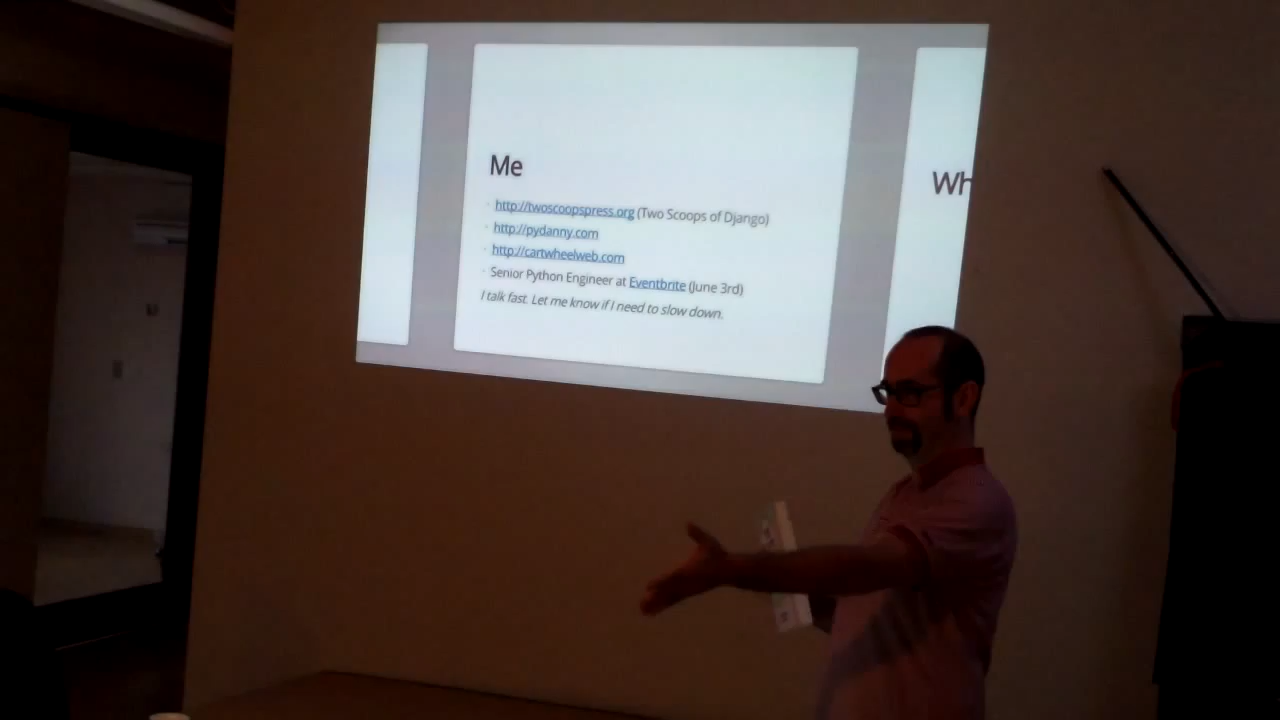 Me
http://twoscoopspress.org (Two Scoops of Django)
http://pydanny.com
http://cartwheelweb.com
Senior Python Engineer at Eventbrite (June 3rd)
I talk fast. Let me know if I need to slow down.
Wh